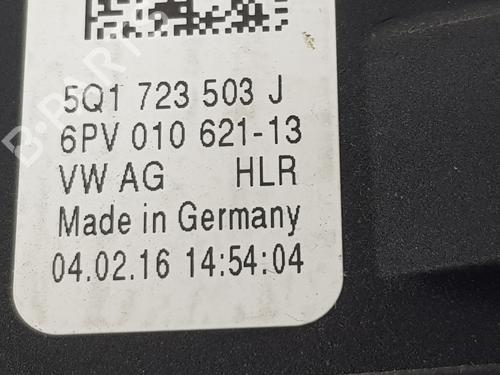 B-PARTS
5Q1 723 503 J
6PV 010 621-13
VW AG HLR
Made in Germany
04.02.16 14:54:04